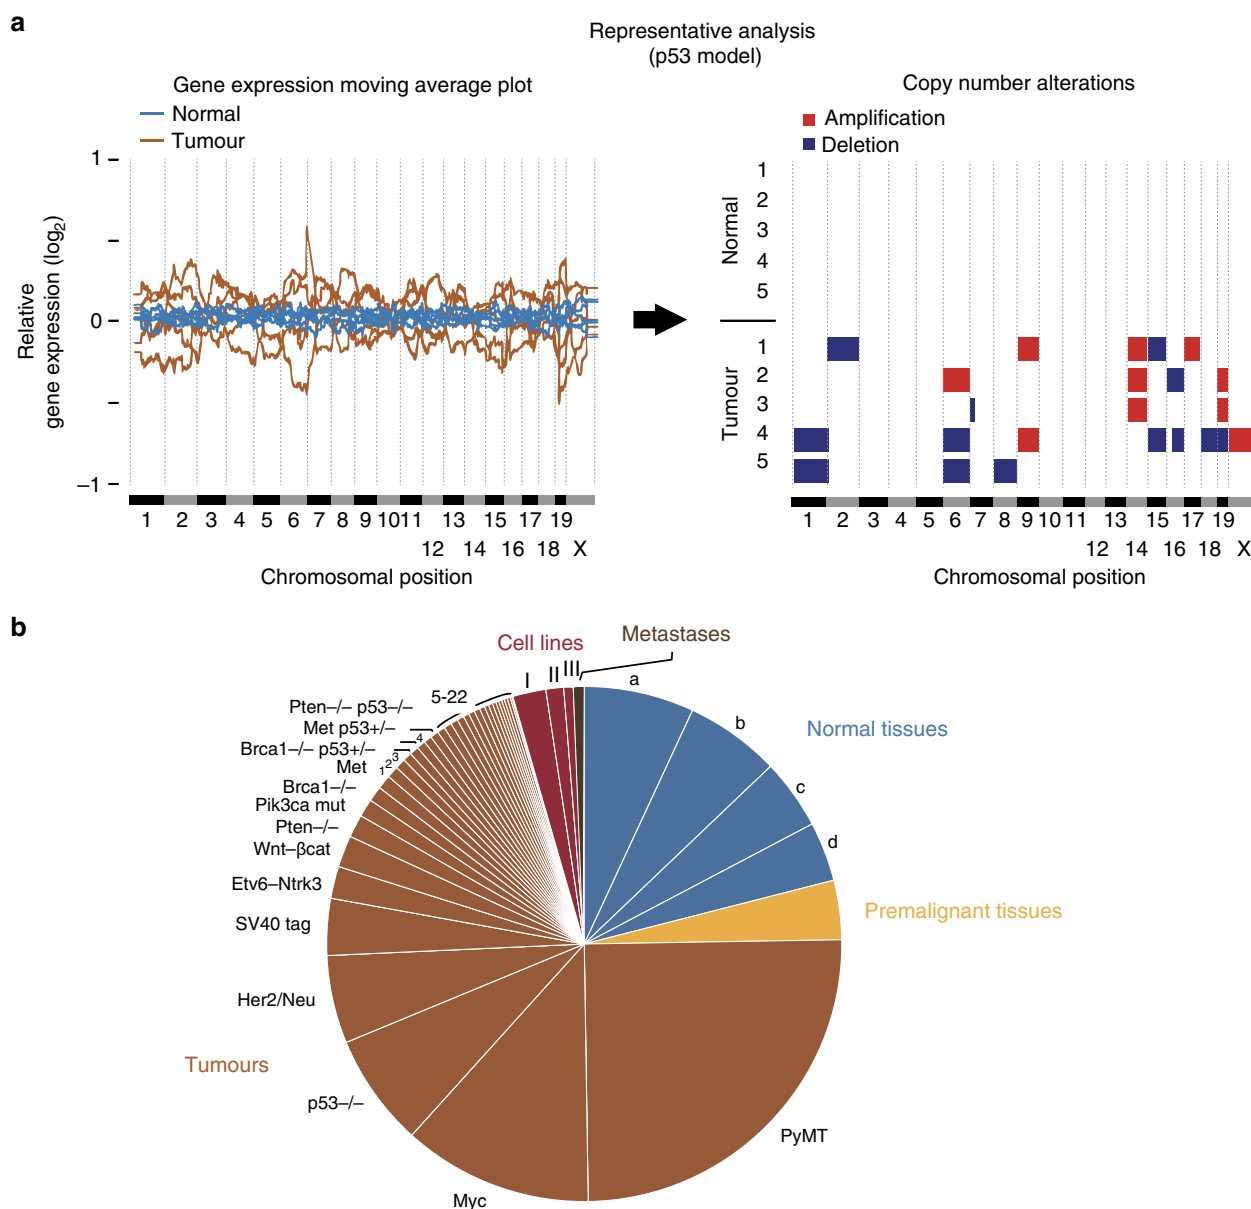 a
Representative analysis
(p53 model)
Gene expression moving average plot
Normal
Tumour
1
0
–1
Relative
gene expression (log2)
1 2 3 4 5 6 7 8 9 10 11 13 15 17 19
12 14 16 18 X
Chromosomal position
Copy number alterations
Amplification
Deletion
Normal
1
2
3
4
5
Tumour
1
2
3
4
5
1 2 3 4 5 6 7 8 9 10 11 13 15 17 19
12 14 16 18 X
Chromosomal position
b
Cell lines
Metastases
I II III
a
b
c
d
Normal tissues
Premalignant tissues
5-22
Pten–/– p53–/–
Met p53+/–
4
Brca1–/– p53+/–
3
Met
2
1
Brca1–/–
Pik3ca mut
Pten–/–
Wnt–βcat
Etv6–Ntrk3
SV40 tag
Her2/Neu
Tumours
p53–/–
Myc
PyMT